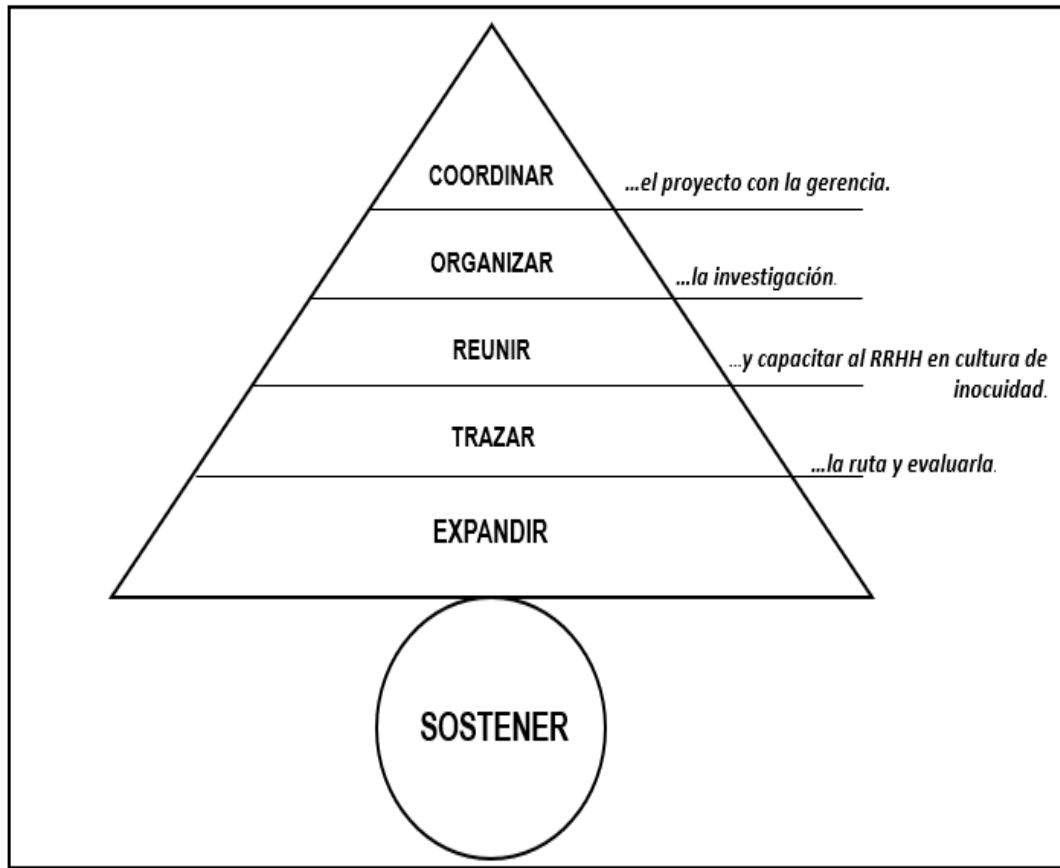 COORDINAR
...el proyecto con la gerencia.
ORGANIZAR
...la investigación.
REUNIR
...y capacitar al RRHH en cultura de
inocuidad.
TRAZAR
...la ruta y evaluarla.
EXPANDIR
SOSTENER